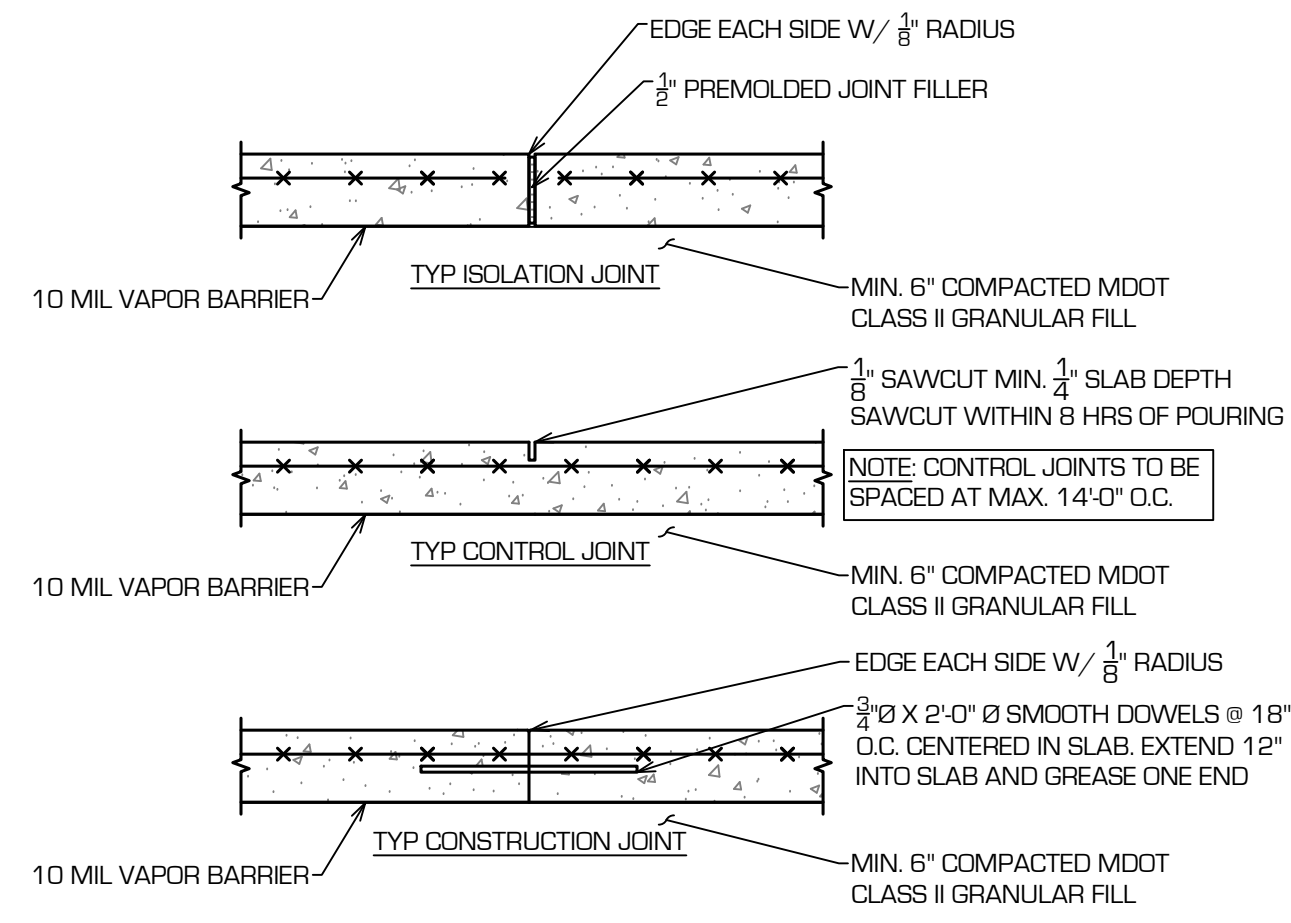 EDGE EACH SIDE W/ 1/8" RADIUS
1/2" PREMOLDED JOINT FILLER
TYP ISOLATION JOINT
10 MIL VAPOR BARRIER
MIN. 6" COMPACTED MDOT
CLASS II GRANULAR FILL
1/8" SAWCUT MIN. 1/4" SLAB DEPTH
SAWCUT WITHIN 8 HRS OF POURING
NOTE: CONTROL JOINTS TO BE
SPACED AT MAX. 14'-0" O.C.
TYP CONTROL JOINT
10 MIL VAPOR BARRIER
MIN. 6" COMPACTED MDOT
CLASS II GRANULAR FILL
EDGE EACH SIDE W/ 1/8" RADIUS
3/4"Ø X 2'-0" Ø SMOOTH DOWELS @ 18"
O.C. CENTERED IN SLAB. EXTEND 12"
INTO SLAB AND GREASE ONE END
TYP CONSTRUCTION JOINT
10 MIL VAPOR BARRIER
MIN. 6" COMPACTED MDOT
CLASS II GRANULAR FILL